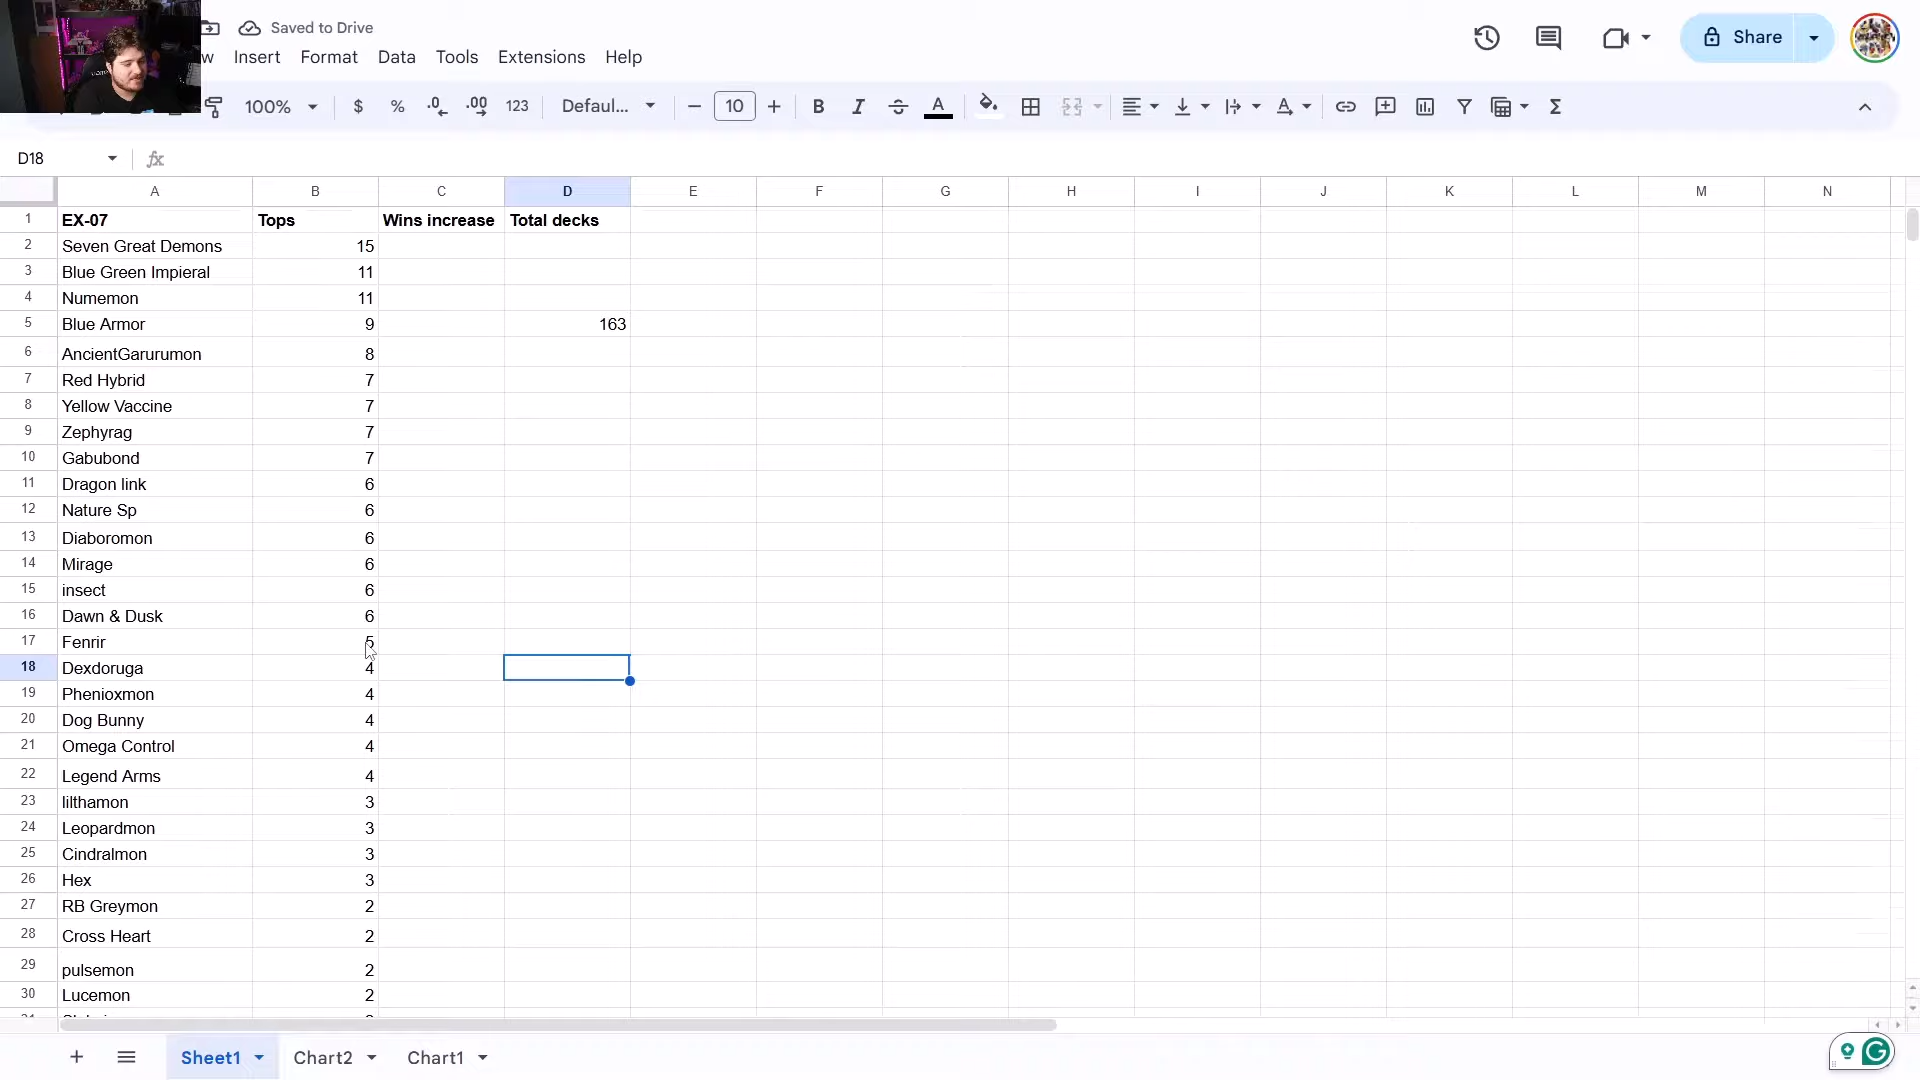 Saved to Drive
w Insert Format Data Tools Extensions Help
Share
100% $ % .0 .00 123 Defaul... 10 B I S A Σ
D18 fx
A B C D E F G H I J K L M N
1 EX-07 Tops Wins increase Total decks
2 Seven Great Demons 15
3 Blue Green Impieral 11
4 Numemon 11
5 Blue Armor 9 163
6 AncientGarurumon 8
7 Red Hybrid 7
8 Yellow Vaccine 7
9 Zephyrag 7
10 Gabubond 7
11 Dragon link 6
12 Nature Sp 6
13 Diaboromon 6
14 Mirage 6
15 insect 6
16 Dawn & Dusk 6
17 Fenrir 5
18 Dexdoruga 4
19 Phenioxmon 4
20 Dog Bunny 4
21 Omega Control 4
22 Legend Arms 4
23 lilthamon 3
24 Leopardmon 3
25 Cindralmon 3
26 Hex 3
27 RB Greymon 2
28 Cross Heart 2
29 pulsemon 2
30 Lucemon 2
Sheet1 Chart2 Chart1